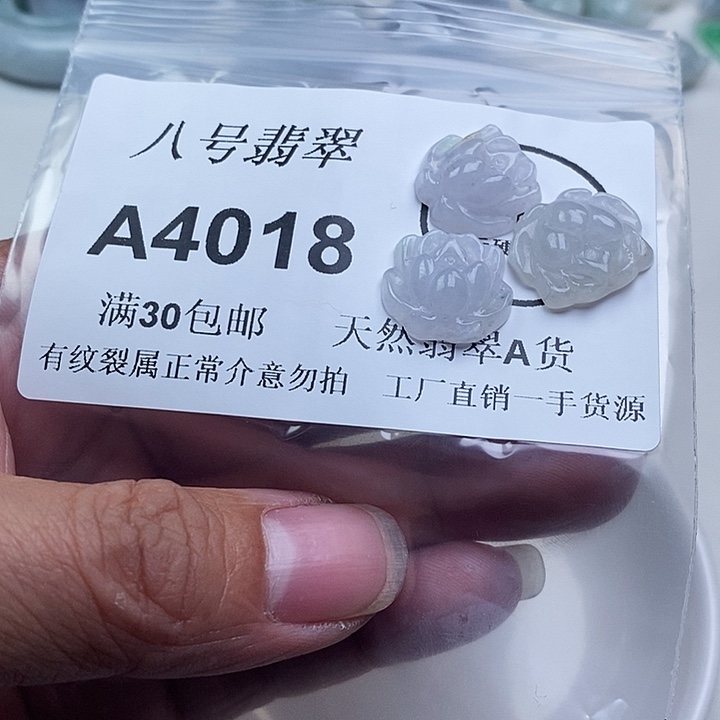 八号翡翠
A4018
满30包邮
天然翡翠A货
有纹裂属正常介意勿拍
工厂直销一手货源